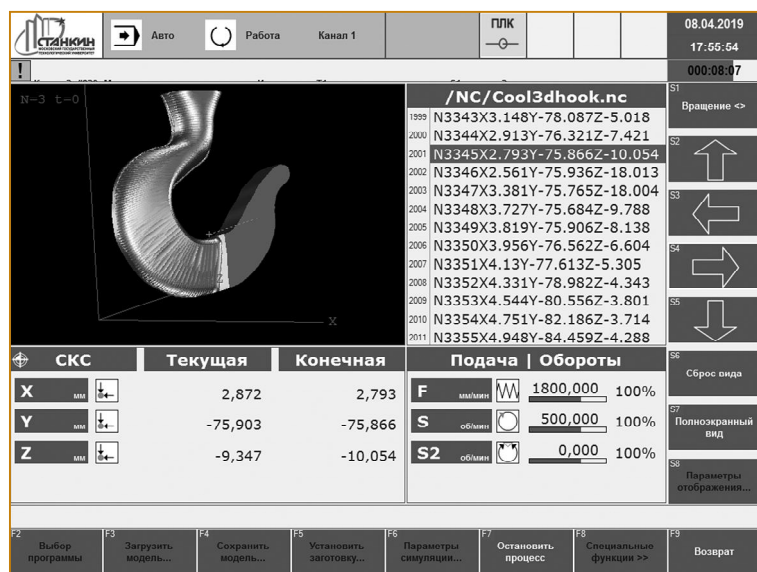 СТАНКИН
МОСКОВСКИЙ ГОСУДАРСТВЕННЫЙ
ТЕХНОЛОГИЧЕСКИЙ УНИВЕРСИТЕТ
Авто
Работа
Канал 1
ПЛК
08.04.2019
17:55:54
!
000:08:07
N-3 t-0
Z
X
/NC/Cool3dhook.nc
1999 N3343X3.148Y-78.087Z-5.018
2000 N3344X2.913Y-76.321Z-7.421
2001 N3345X2.793Y-75.866Z-10.054
2002 N3346X2.561Y-75.936Z-18.013
2003 N3347X3.381Y-75.765Z-18.004
2004 N3348X3.727Y-75.684Z-9.788
2005 N3349X3.819Y-75.906Z-8.138
2006 N3350X3.956Y-76.562Z-6.604
2007 N3351X4.13Y-77.613Z-5.305
2008 N3352X4.331Y-78.982Z-4.343
2009 N3353X4.544Y-80.556Z-3.801
2010 N3354X4.751Y-82.186Z-3.714
2011 N3355X4.948Y-84.459Z-4.288
S1
Вращение <>
S2
S3
S4
S5
S6
Сброс вида
S7
Полноэкранный
вид
S8
Параметры
отображения...
СКС Текущая Конечная
X мм 2,872 2,793
Y мм -75,903 -75,866
Z мм -9,347 -10,054
Подача | Обороты
F мм/мин 1800,000 100%
S об/мин 500,000 100%
S2 об/мин 0,000 100%
F2
Выбор
программы
F3
Загрузить
модель...
F4
Сохранить
модель...
F5
Установить
заготовку...
F6
Параметры
симуляции...
F7
Остановить
процесс
F8
Специальные
функции >>
F9
Возврат